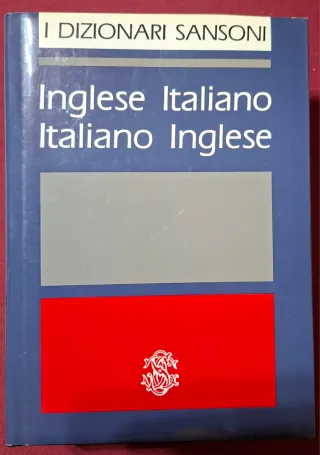 I DIZIONARI SANSONI
Inglese Italiano
Italiano Inglese